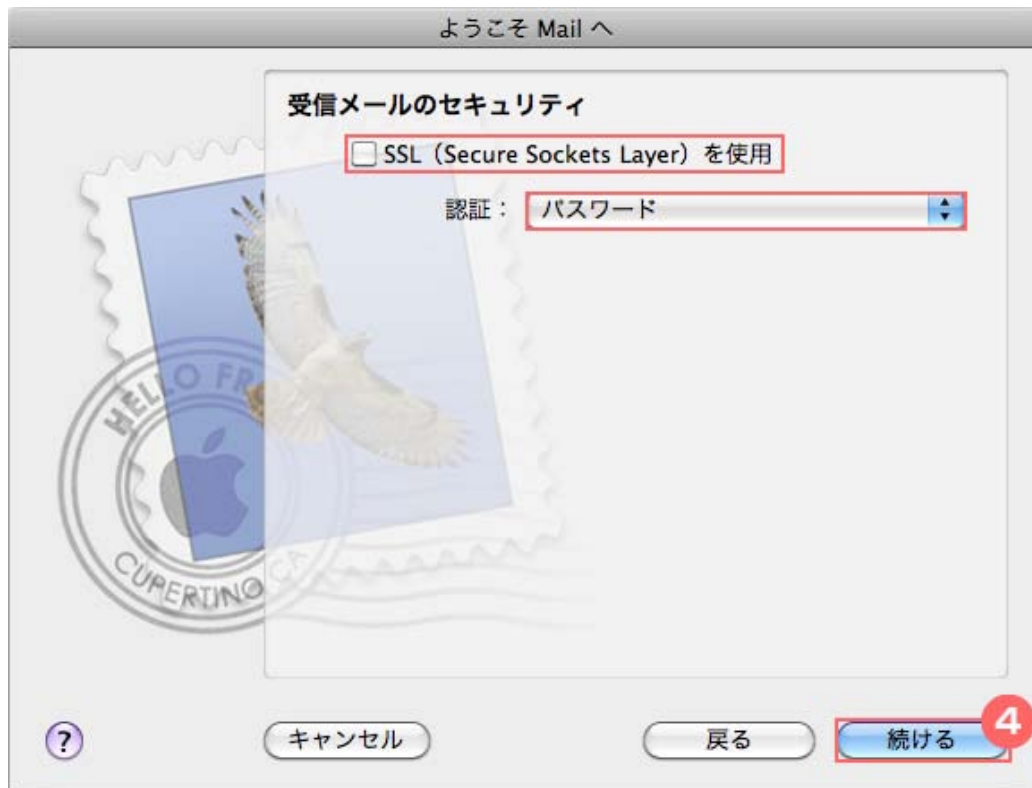 ようこそ Mail へ
受信メールのセキュリティ
SSL（Secure Sockets Layer）を使用
認証： パスワード
HELLO FR
CUPERTINO CA
? キャンセル 戻る 続ける 4